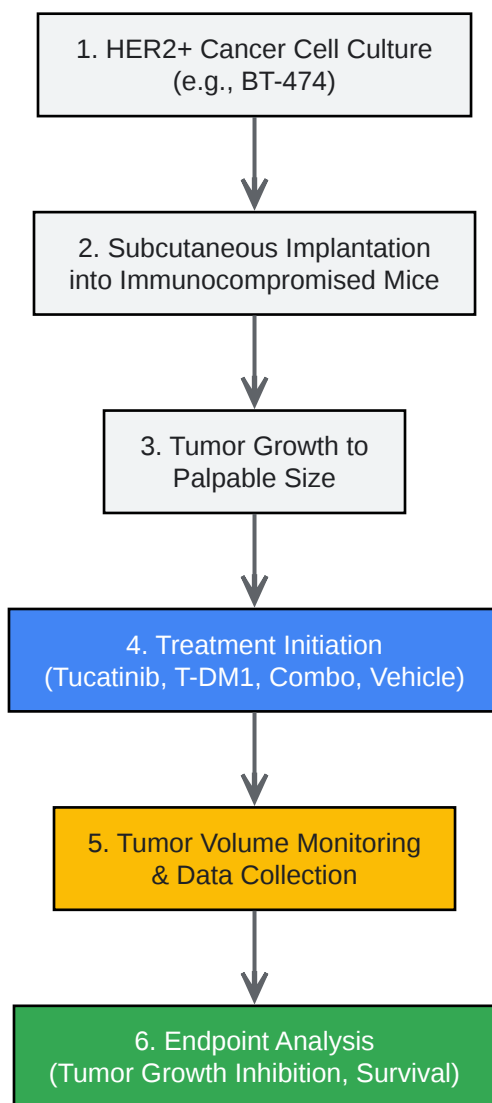 1. HER2+ Cancer Cell Culture
(e.g., BT-474)
2. Subcutaneous Implantation
into Immunocompromised Mice
3. Tumor Growth to
Palpable Size
4. Treatment Initiation
(Tucatinib, T-DM1, Combo, Vehicle)
5. Tumor Volume Monitoring
& Data Collection
6. Endpoint Analysis
(Tumor Growth Inhibition, Survival)